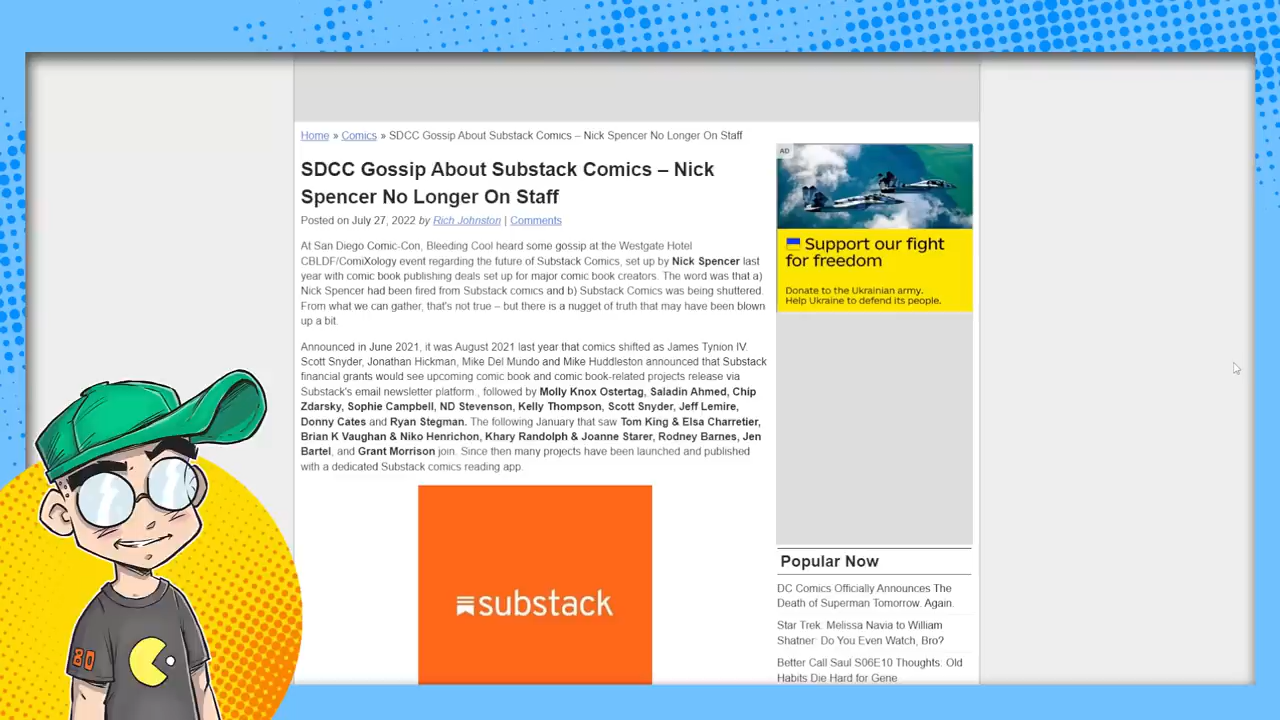 Home » Comics » SDCC Gossip About Substack Comics – Nick Spencer No Longer On Staff
SDCC Gossip About Substack Comics – Nick
Spencer No Longer On Staff
Posted on July 27, 2022 by Rich Johnston | Comments
At San Diego Comic-Con, Bleeding Cool heard some gossip at the Westgate Hotel
CBLDF/ComiXology event regarding the future of Substack Comics, set up by Nick Spencer last
year with comic book publishing deals set up for major comic book creators. The word was that a)
Nick Spencer had been fired from Substack comics and b) Substack Comics was being shuttered.
From what we can gather, that's not true – but there is a nugget of truth that may have been blown
up a bit.
Announced in June 2021, it was August 2021 last year that comics shifted as James Tynion IV.
Scott Snyder, Jonathan Hickman, Mike Del Mundo and Mike Huddleston announced that Substack
financial grants would see upcoming comic book and comic book-related projects release via
Substack's email newsletter platform., followed by Molly Knox Ostertag, Saladin Ahmed, Chip
Zdarsky, Sophie Campbell, ND Stevenson, Kelly Thompson, Scott Snyder, Jeff Lemire,
Donny Cates and Ryan Stegman. The following January that saw Tom King & Elsa Charretier,
Brian K Vaughan & Niko Henrichon, Khary Randolph & Joanne Starer, Rodney Barnes, Jen
Bartel, and Grant Morrison join. Since then many projects have been launched and published
with a dedicated Substack comics reading app.
substack
AD
Support our fight
for freedom
Donate to the Ukrainian army.
Help Ukraine to defend its people.
Popular Now
DC Comics Officially Announces The
Death of Superman Tomorrow. Again.
Star Trek: Melissa Navia to William
Shatner: Do You Even Watch, Bro?
Better Call Saul S06E10 Thoughts: Old
Habits Die Hard for Gene
80